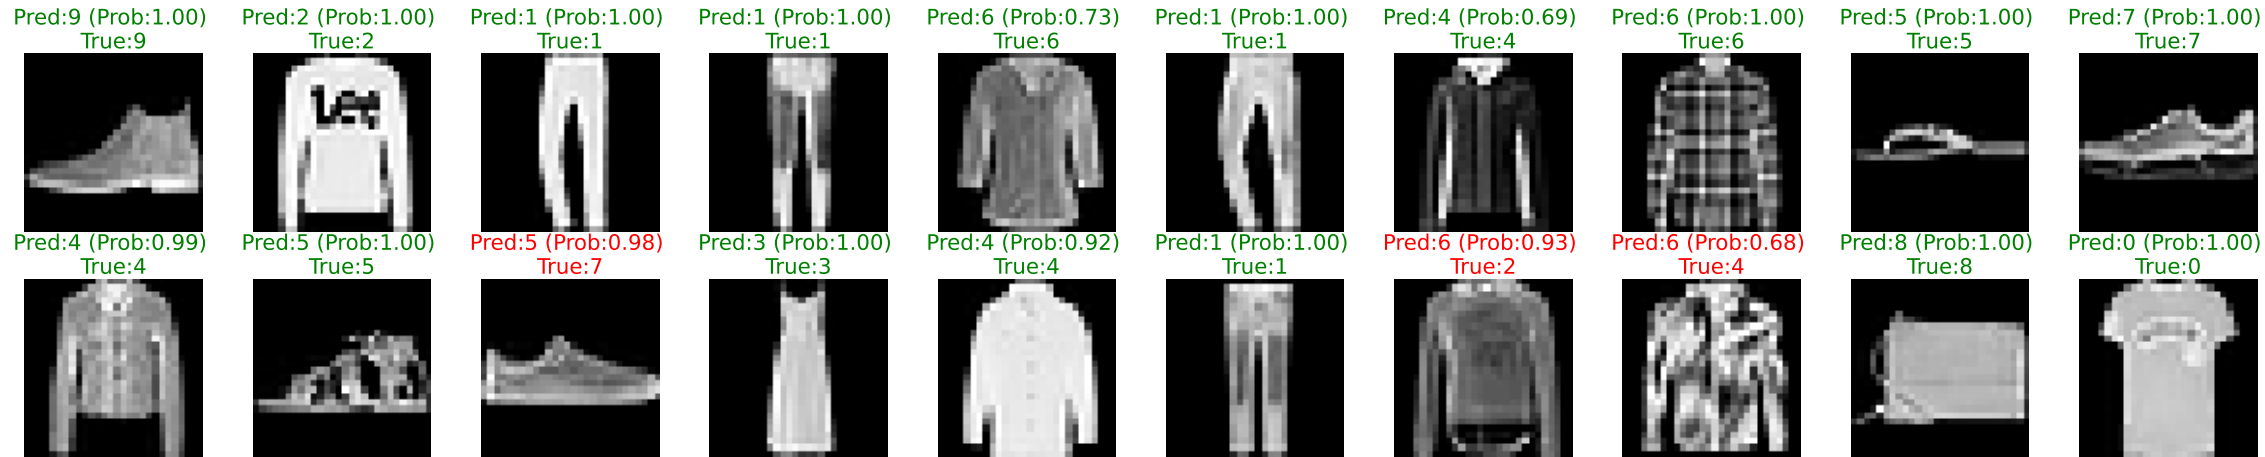 Pred:9 (Prob:1.00) Pred:2 (Prob:1.00) Pred:1 (Prob:1.00) Pred:1 (Prob:1.00) Pred:6 (Prob:0.73) Pred:1 (Prob:1.00) Pred:4 (Prob:0.69) Pred:6 (Prob:1.00) Pred:5 (Prob:1.00) Pred:7 (Prob:1.00)
True:9 True:2 True:1 True:1 True:6 True:1 True:4 True:6 True:5 True:7
Lee
Pred:4 (Prob:0.99) Pred:5 (Prob:1.00) Pred:5 (Prob:0.98) Pred:3 (Prob:1.00) Pred:4 (Prob:0.92) Pred:1 (Prob:1.00) Pred:6 (Prob:0.93) Pred:6 (Prob:0.68) Pred:8 (Prob:1.00) Pred:0 (Prob:1.00)
True:4 True:5 True:7 True:3 True:4 True:1 True:2 True:4 True:8 True:0